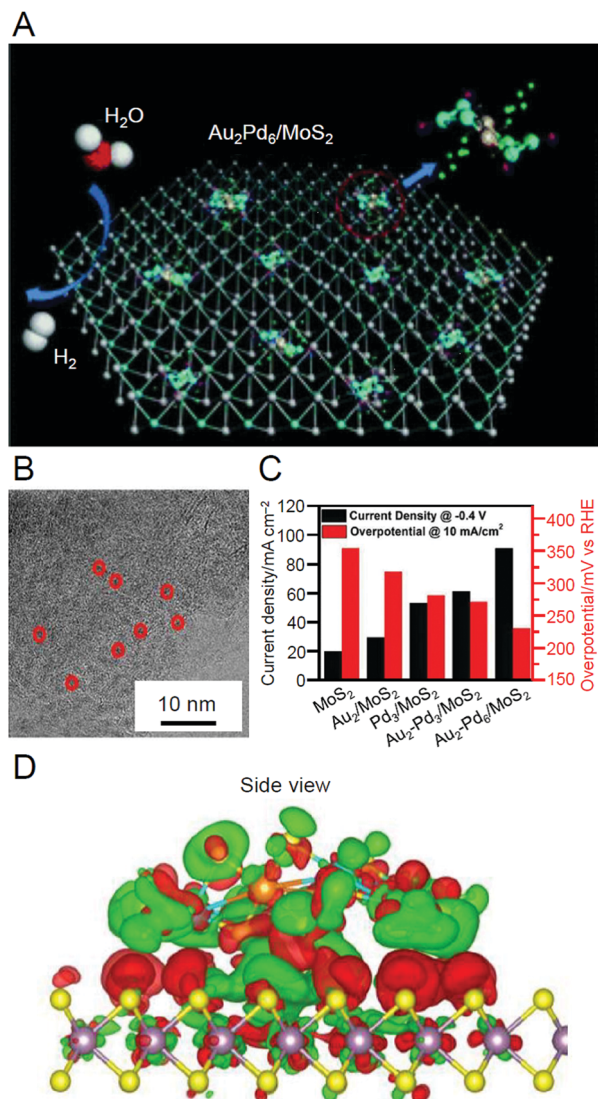 A
H₂O
Au₂Pd₆/MoS₂
H₂
B
10 nm
C
Current density/mA cm⁻²
120
100
80
60
40
20
0
Current Density @ -0.4 V
Overpotential @ 10 mA/cm²
400
350
300
250
200
150
Overpotential/mV vs RHE
MoS₂
Au₂/MoS₂
Pd₃/MoS₂
Au₂-Pd₃/MoS₂
Au₂-Pd₆/MoS₂
D
Side view